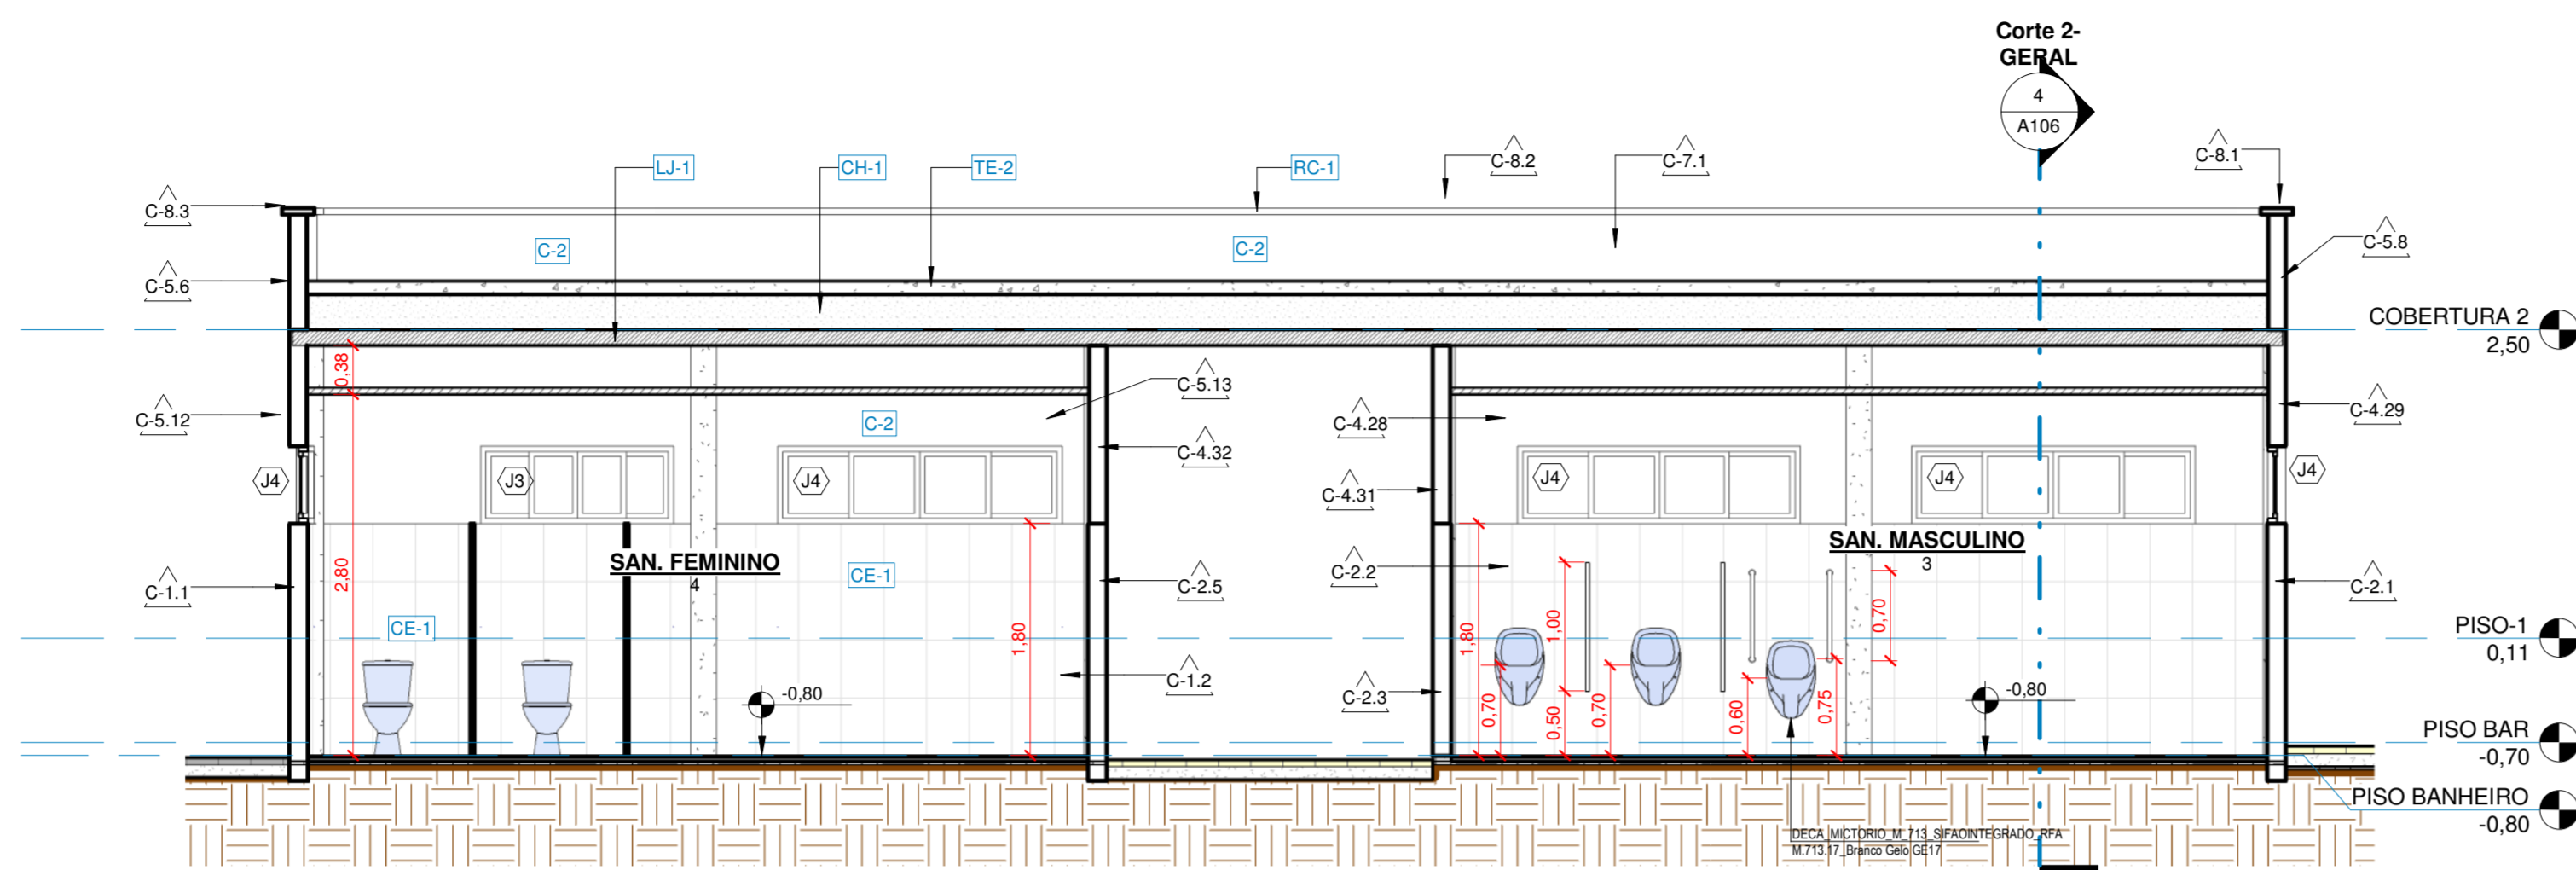 Corte 2-
GERAL
4
A106
LJ-1
CH-1
TE-2
RC-1
C-8.2
C-7.1
C-8.1
C-8.3
C-2
C-2
C-5.8
C-5.6
COBERTURA 2
2,50
0,38
C-5.13
C-5.12
C-2
C-4.28
C-4.29
C-4.32
J4
J3
J4
C-4.31
J4
J4
J4
SAN. FEMININO
4
SAN. MASCULINO
3
2,80
CE-1
C-1.1
C-2.5
C-2.2
C-2.1
CE-1
1,80
1,80
1,00
0,70
PISO-1
0,11
C-1.2
C-2.3
-0,80
-0,80
0,70
0,50
0,70
0,60
0,75
PISO BAR
-0,70
PISO BANHEIRO
-0,80
DECA_MICTORIO_M_713_SIFAOINTEGRADO_RFA
M.713.17_Branco Gelo GE17